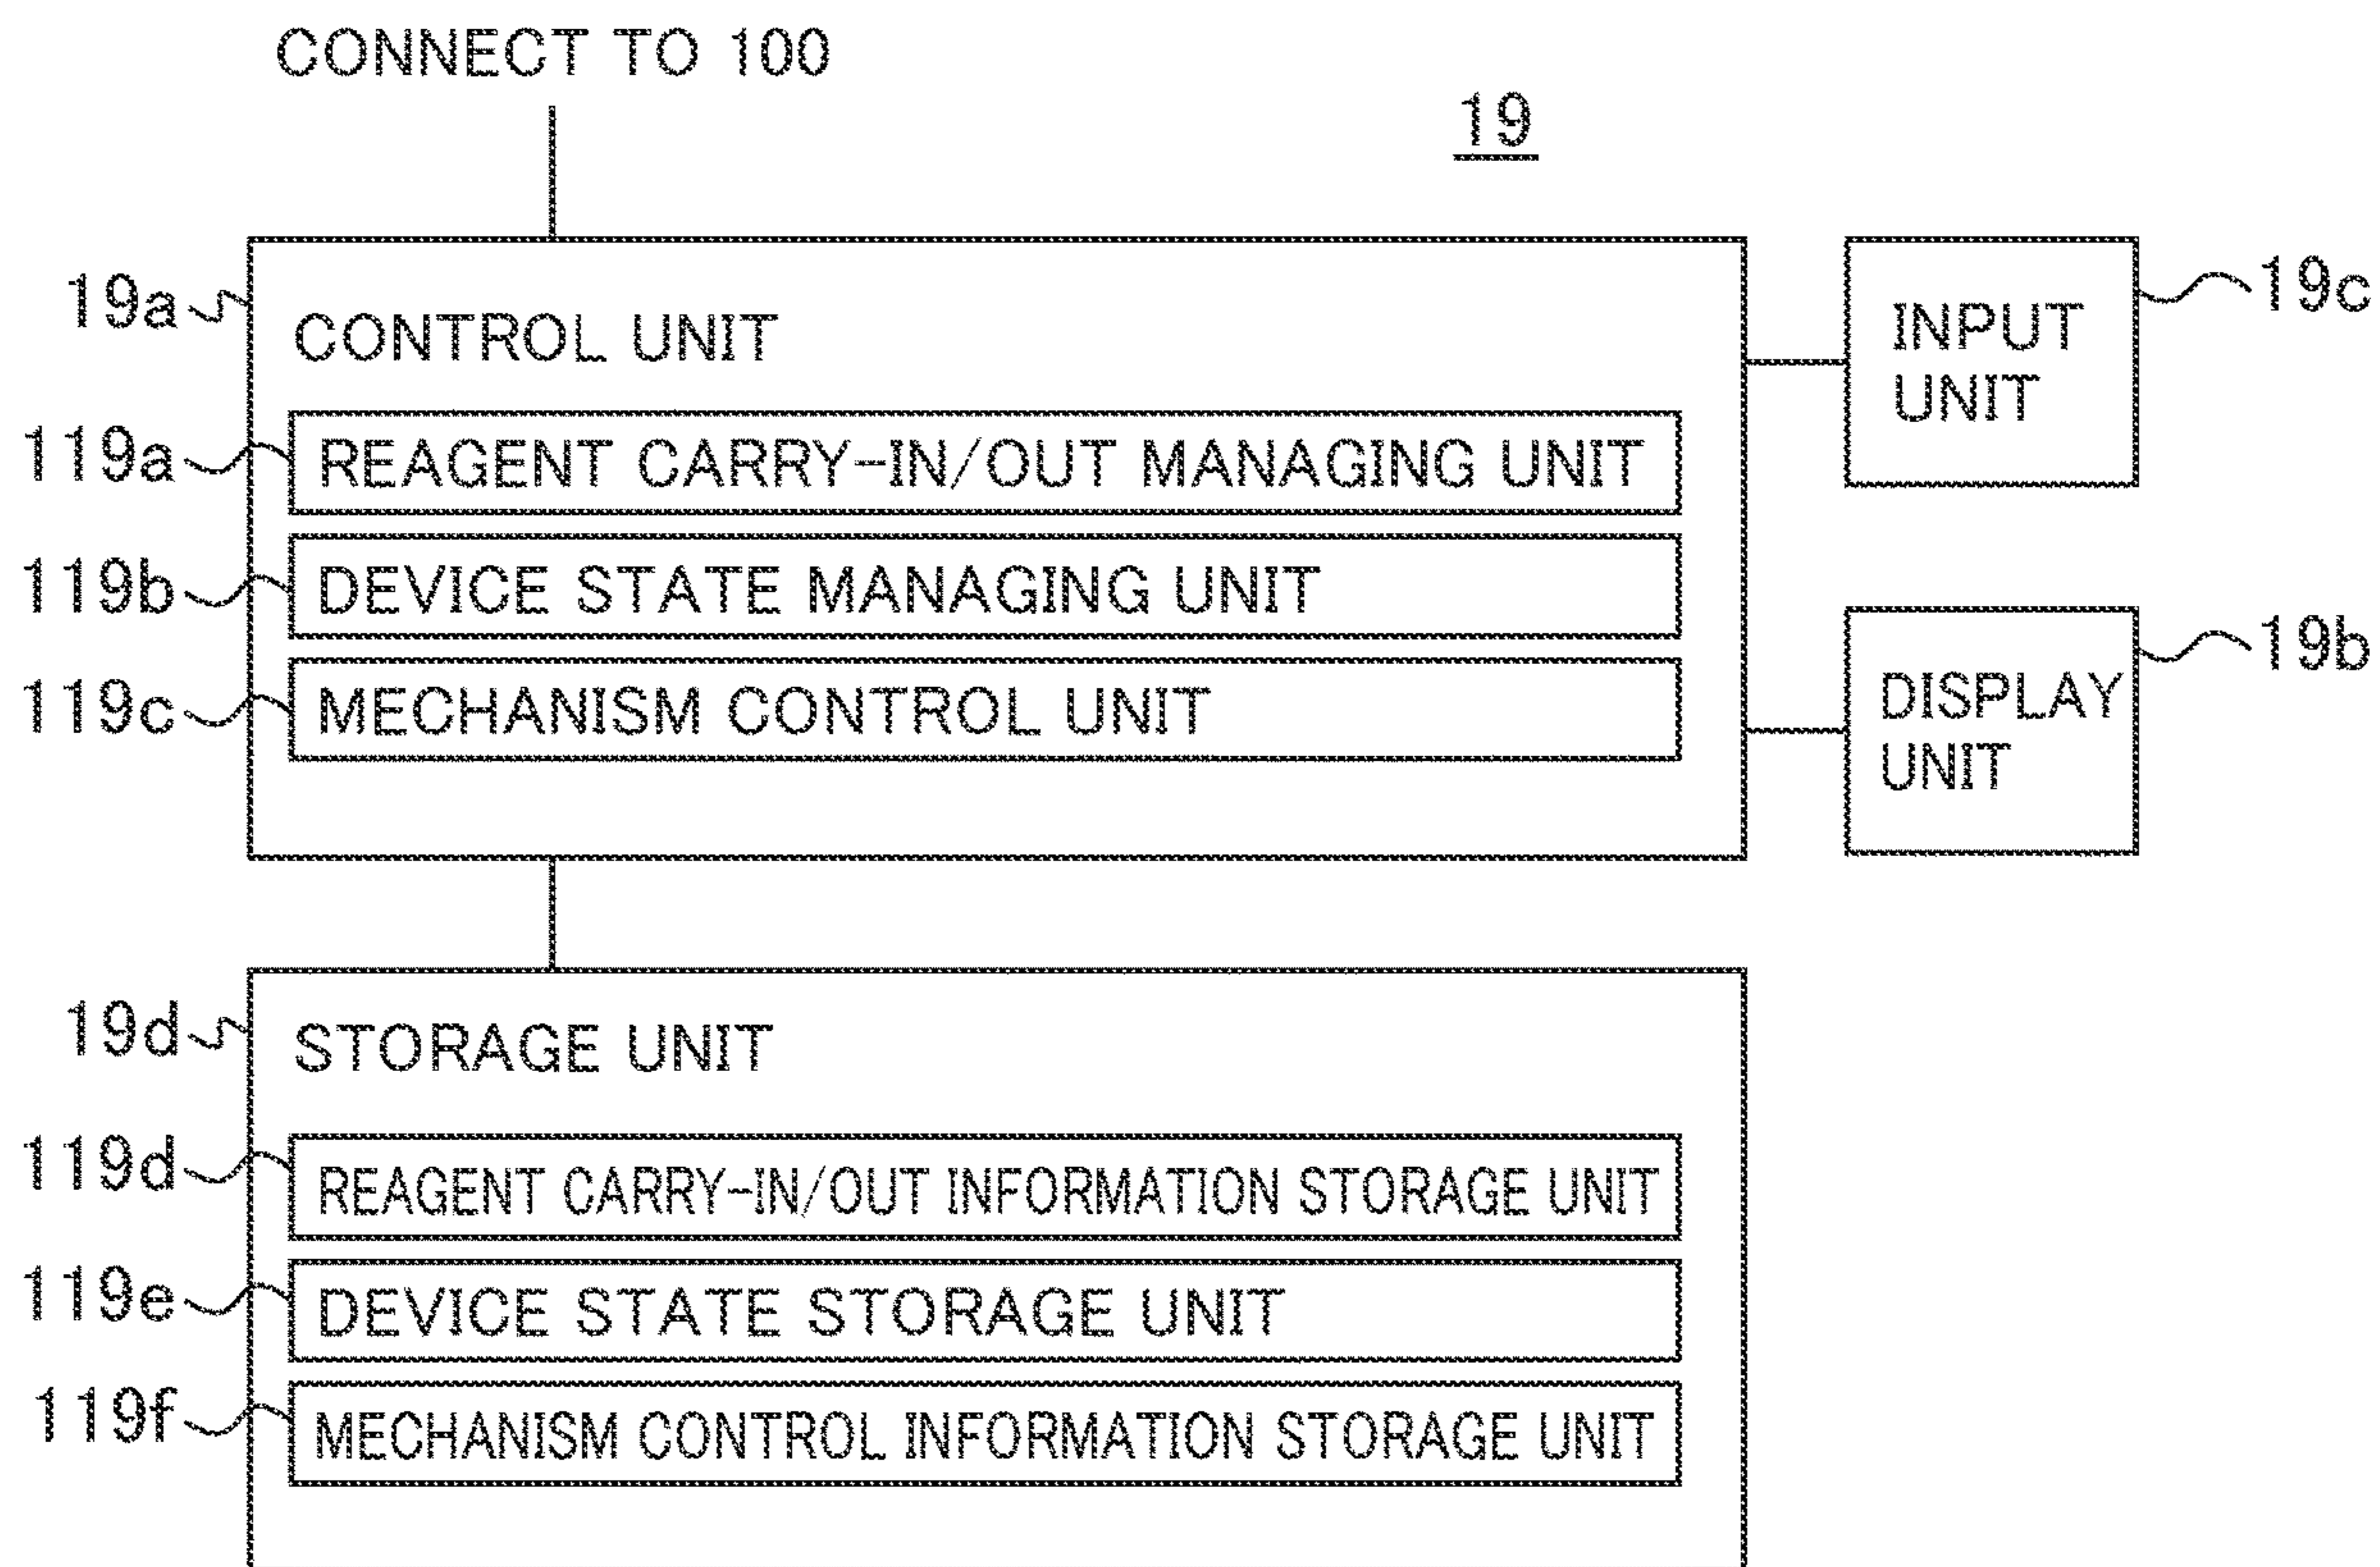 CONNECT TO 100
19
19a
CONTROL UNIT
119a
REAGENT CARRY-IN/OUT MANAGING UNIT
119b
DEVICE STATE MANAGING UNIT
119c
MECHANISM CONTROL UNIT
INPUT
UNIT
19c
DISPLAY
UNIT
19b
19d
STORAGE UNIT
119d
REAGENT CARRY-IN/OUT INFORMATION STORAGE UNIT
119e
DEVICE STATE STORAGE UNIT
119f
MECHANISM CONTROL INFORMATION STORAGE UNIT